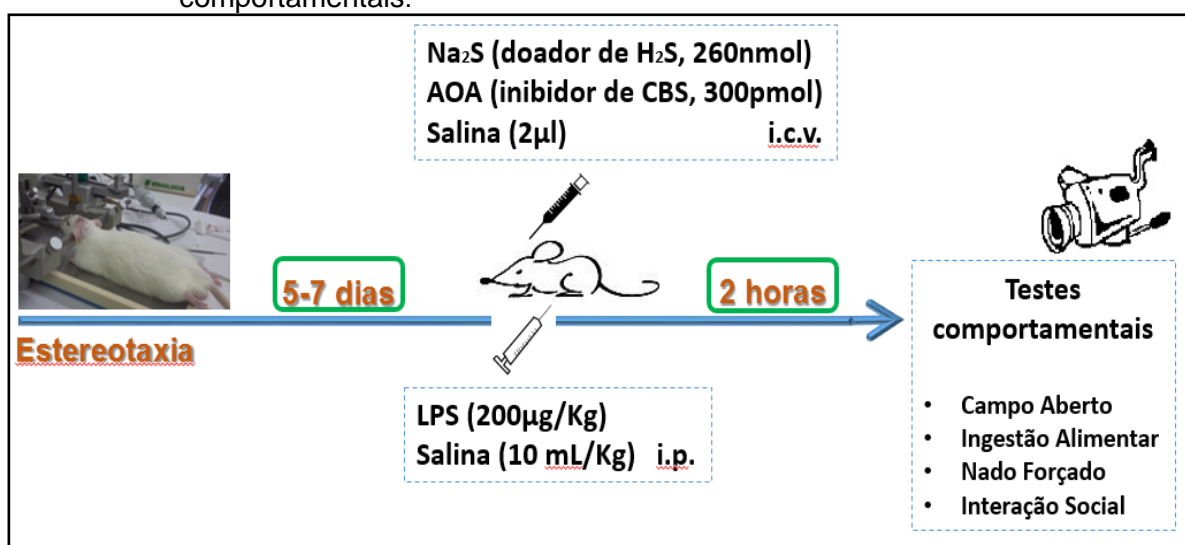 comportamentais.
Na₂S (doador de H₂S, 260nmol)
AOA (inibidor de CBS, 300pmol)
Salina (2µl) i.c.v.
5-7 dias
2 horas
Estereotaxia
LPS (200µg/Kg)
Salina (10 mL/Kg) i.p.
Testes
comportamentais
• Campo Aberto
• Ingestão Alimentar
• Nado Forçado
• Interação Social